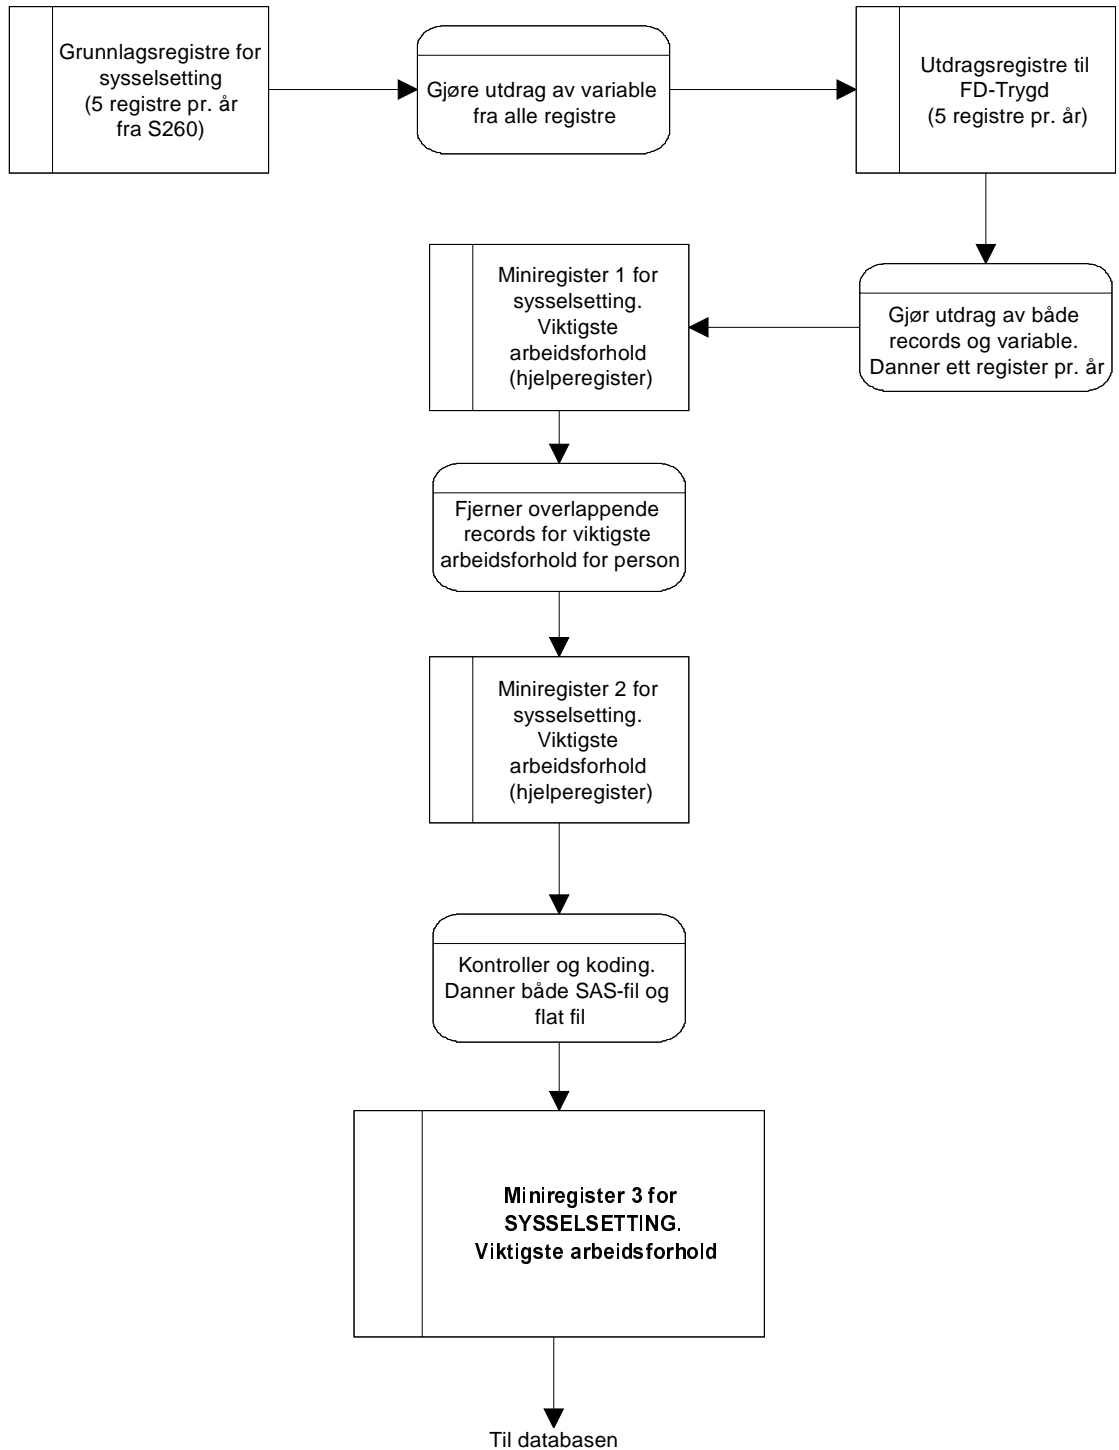 Grunnlagsregistre for
sysselsetting
(5 registre pr. år
fra S260)
Gjøre utdrag av variable
fra alle registre
Utdragsregistre til
FD-Trygd
(5 registre pr. år)
Gjør utdrag av både
records og variable.
Danner ett register pr. år
Miniregister 1 for
sysselsetting.
Viktigste
arbeidsforhold
(hjelperegister)
Fjerner overlappende
records for viktigste
arbeidsforhold for person
Miniregister 2 for
sysselsetting.
Viktigste
arbeidsforhold
(hjelperegister)
Kontroller og koding.
Danner både SAS-fil og
flat fil
Miniregister 3 for
SYSSELSETTING.
Viktigste arbeidsforhold
Til databasen